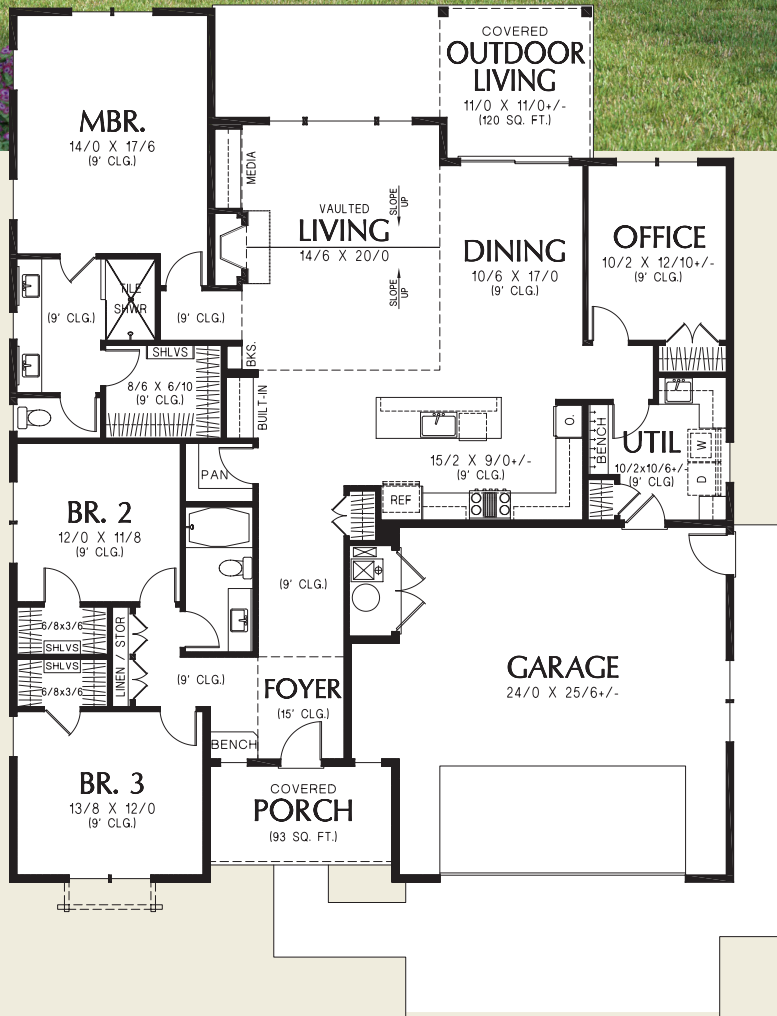 COVERED
OUTDOOR
LIVING
11/0 X 11/0+/-
(120 SQ. FT.)
MBR.
14/0 X 17/6
(9' CLG.)
MEDIA
VAULTED
LIVING
14/6 X 20/0
SLOPE
UP
SLOPE
UP
DINING
10/6 X 17/0
(9' CLG.)
OFFICE
10/2 X 12/10+/-
(9' CLG.)
(9' CLG.)
TILE
SHWR
(9' CLG.)
SHLVS
8/6 X 6/10
(9' CLG.)
BKS.
BUILT-IN
PAN
15/2 X 9/0+/-
(9' CLG.)
O.
REF
BENCH
UTIL
10/2x10/6+/-
(9' CLG)
W
D
BR. 2
12/0 X 11/8
(9' CLG.)
(9' CLG.)
6/8x3/6
SHLVS
SHLVS
6/8x3/6
LINEN / STOR
(9' CLG.)
FOYER
(15' CLG.)
BENCH
GARAGE
24/0 X 25/6+/-
BR. 3
13/8 X 12/0
(9' CLG.)
COVERED
PORCH
(93 SQ. FT.)